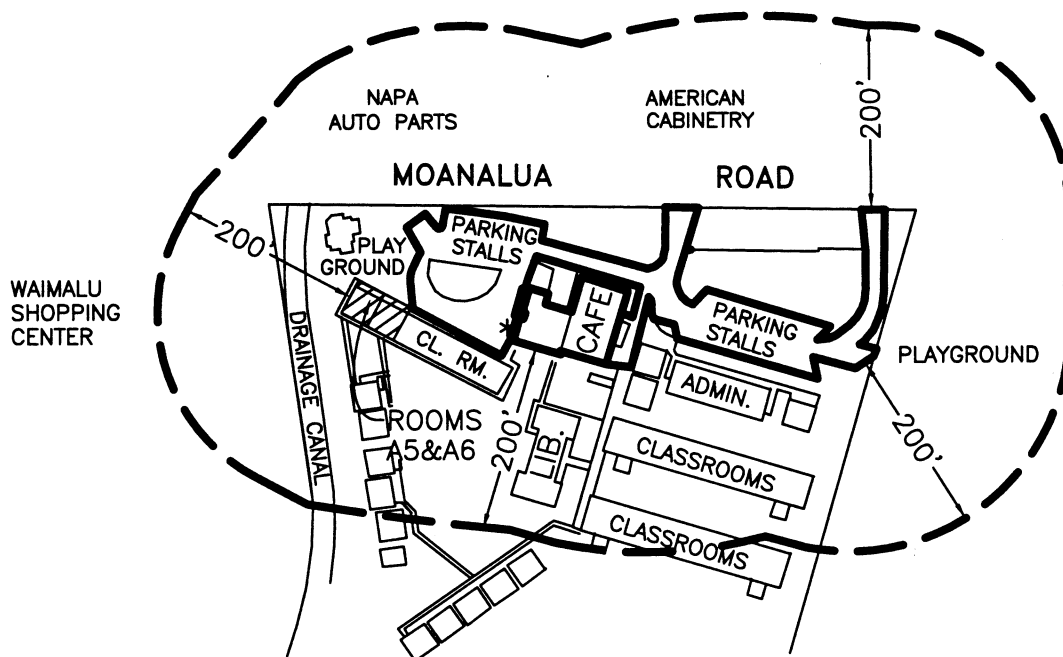 NAPA
AUTO PARTS
AMERICAN
CABINETRY
200'
MOANALUA ROAD
200'
PLAY
GROUND
PARKING
STALLS
WAIMALU
SHOPPING
CENTER
DRAINAGE CANAL
CAFE
PARKING
STALLS
PLAYGROUND
CL. RM.
ADMIN.
ROOMS
A5&A6
200'
LIB.
CLASSROOMS
200'
CLASSROOMS